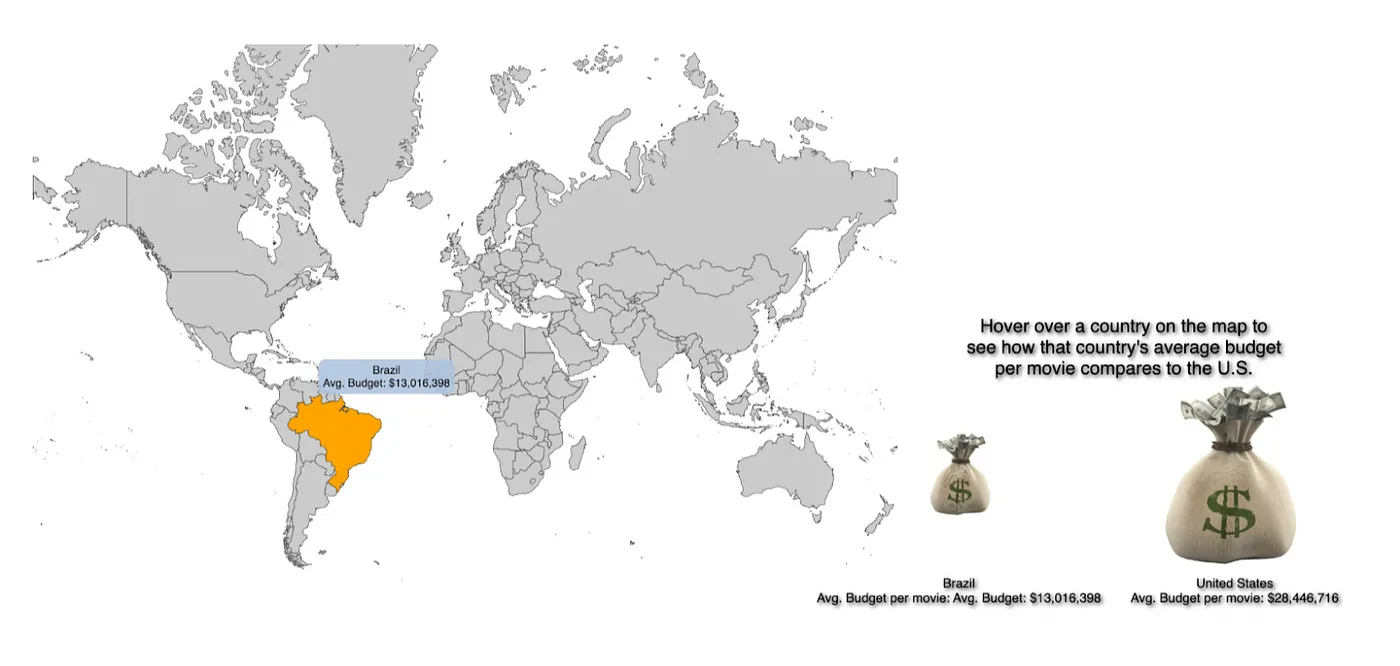 Brazil
Avg. Budget: $13,016,398
Hover over a country on the map to
see how that country's average budget
per movie compares to the U.S.
$
$
Brazil
Avg. Budget per movie: Avg. Budget: $13,016,398
United States
Avg. Budget per movie: $28,446,716